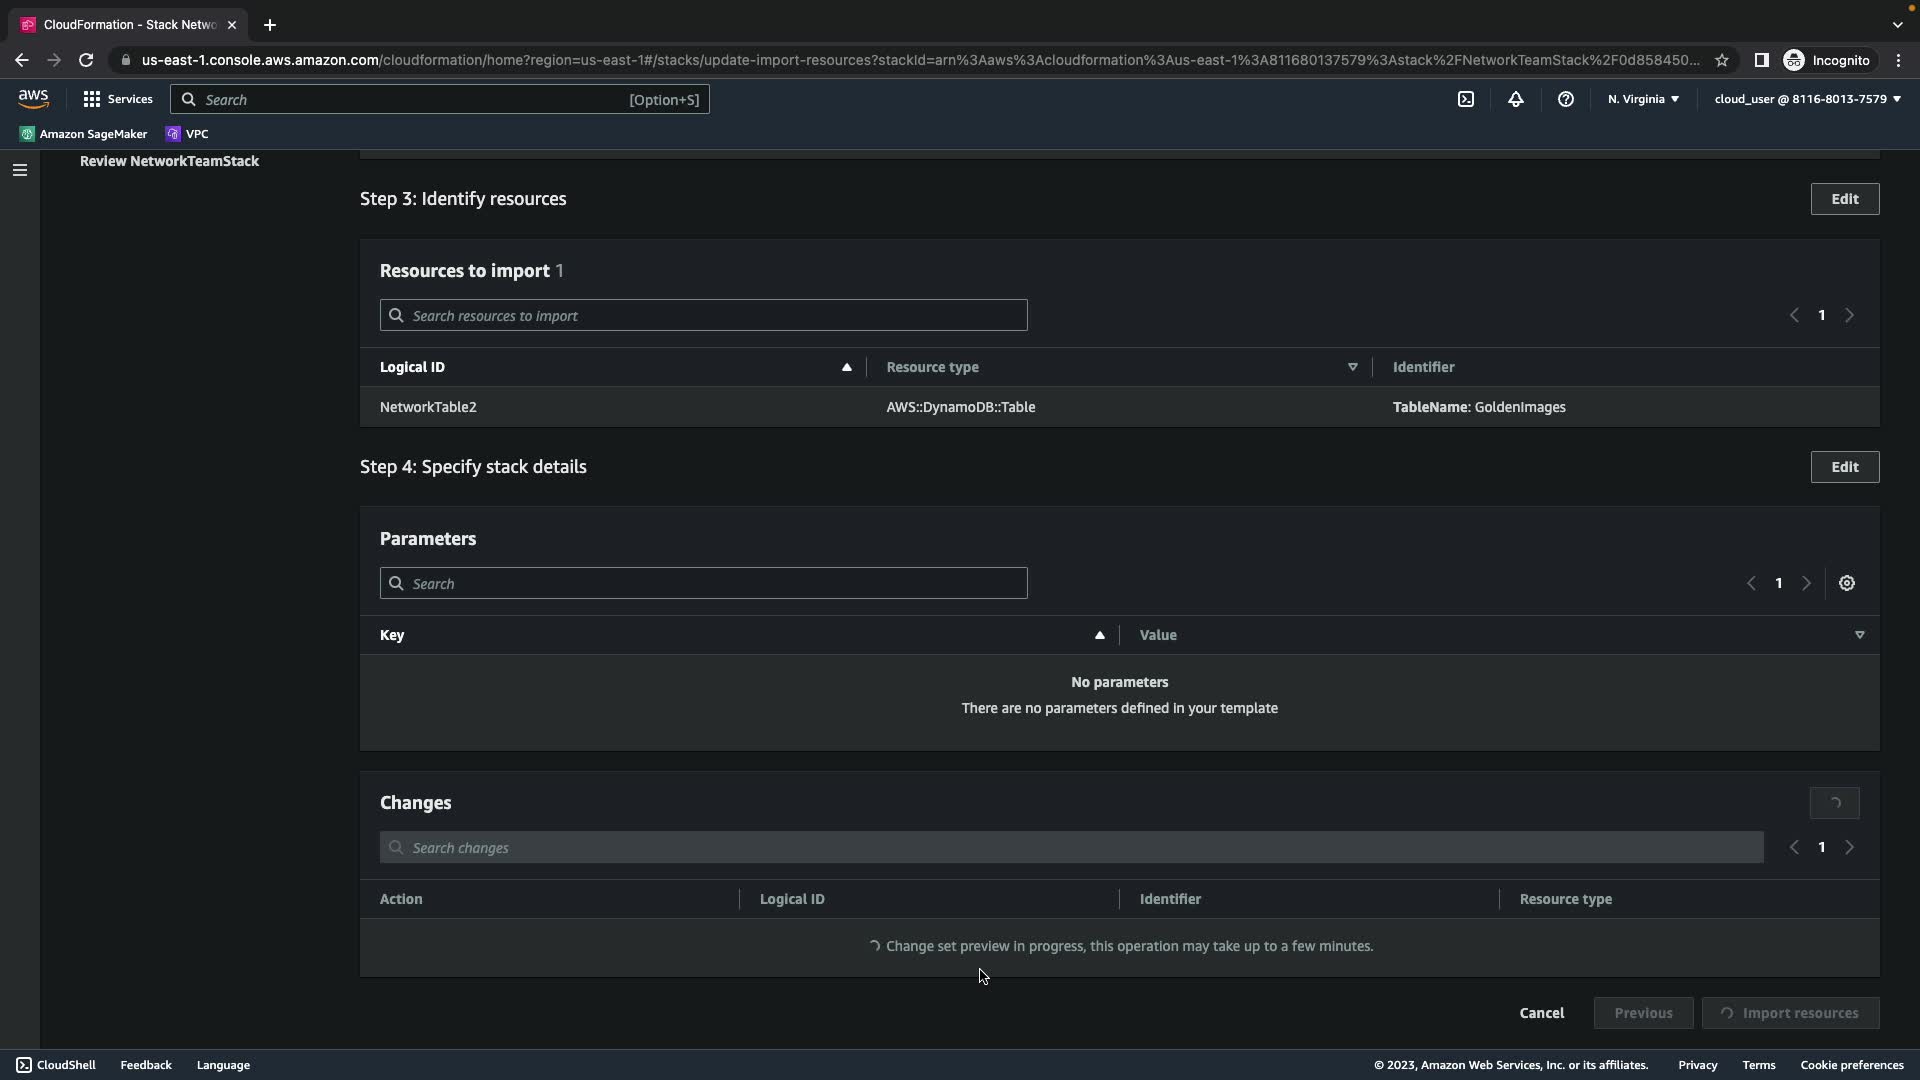 CloudFormation - Stack Netwo
us-east-1.console.aws.amazon.com/cloudformation/home?region=us-east-1#/stacks/update-import-resources?stackId=arn%3Aaws%3Acloudformation%3Aus-east-1%3A811680137579%3Astack%2FNetworkTeamStack%2F0d858450... Incognito
aws Services Search [Option+S] N. Virginia cloud_user @ 8116-8013-7579
Amazon SageMaker VPC
Review NetworkTeamStack
Step 3: Identify resources Edit
Resources to import 1
Search resources to import 1
Logical ID Resource type Identifier
NetworkTable2 AWS::DynamoDB::Table TableName: GoldenImages
Step 4: Specify stack details Edit
Parameters
Search 1
Key Value
No parameters
There are no parameters defined in your template
Changes
Search changes 1
Action Logical ID Identifier Resource type
Change set preview in progress, this operation may take up to a few minutes.
Cancel Previous Import resources
CloudShell Feedback Language © 2023, Amazon Web Services, Inc. or its affiliates. Privacy Terms Cookie preferences